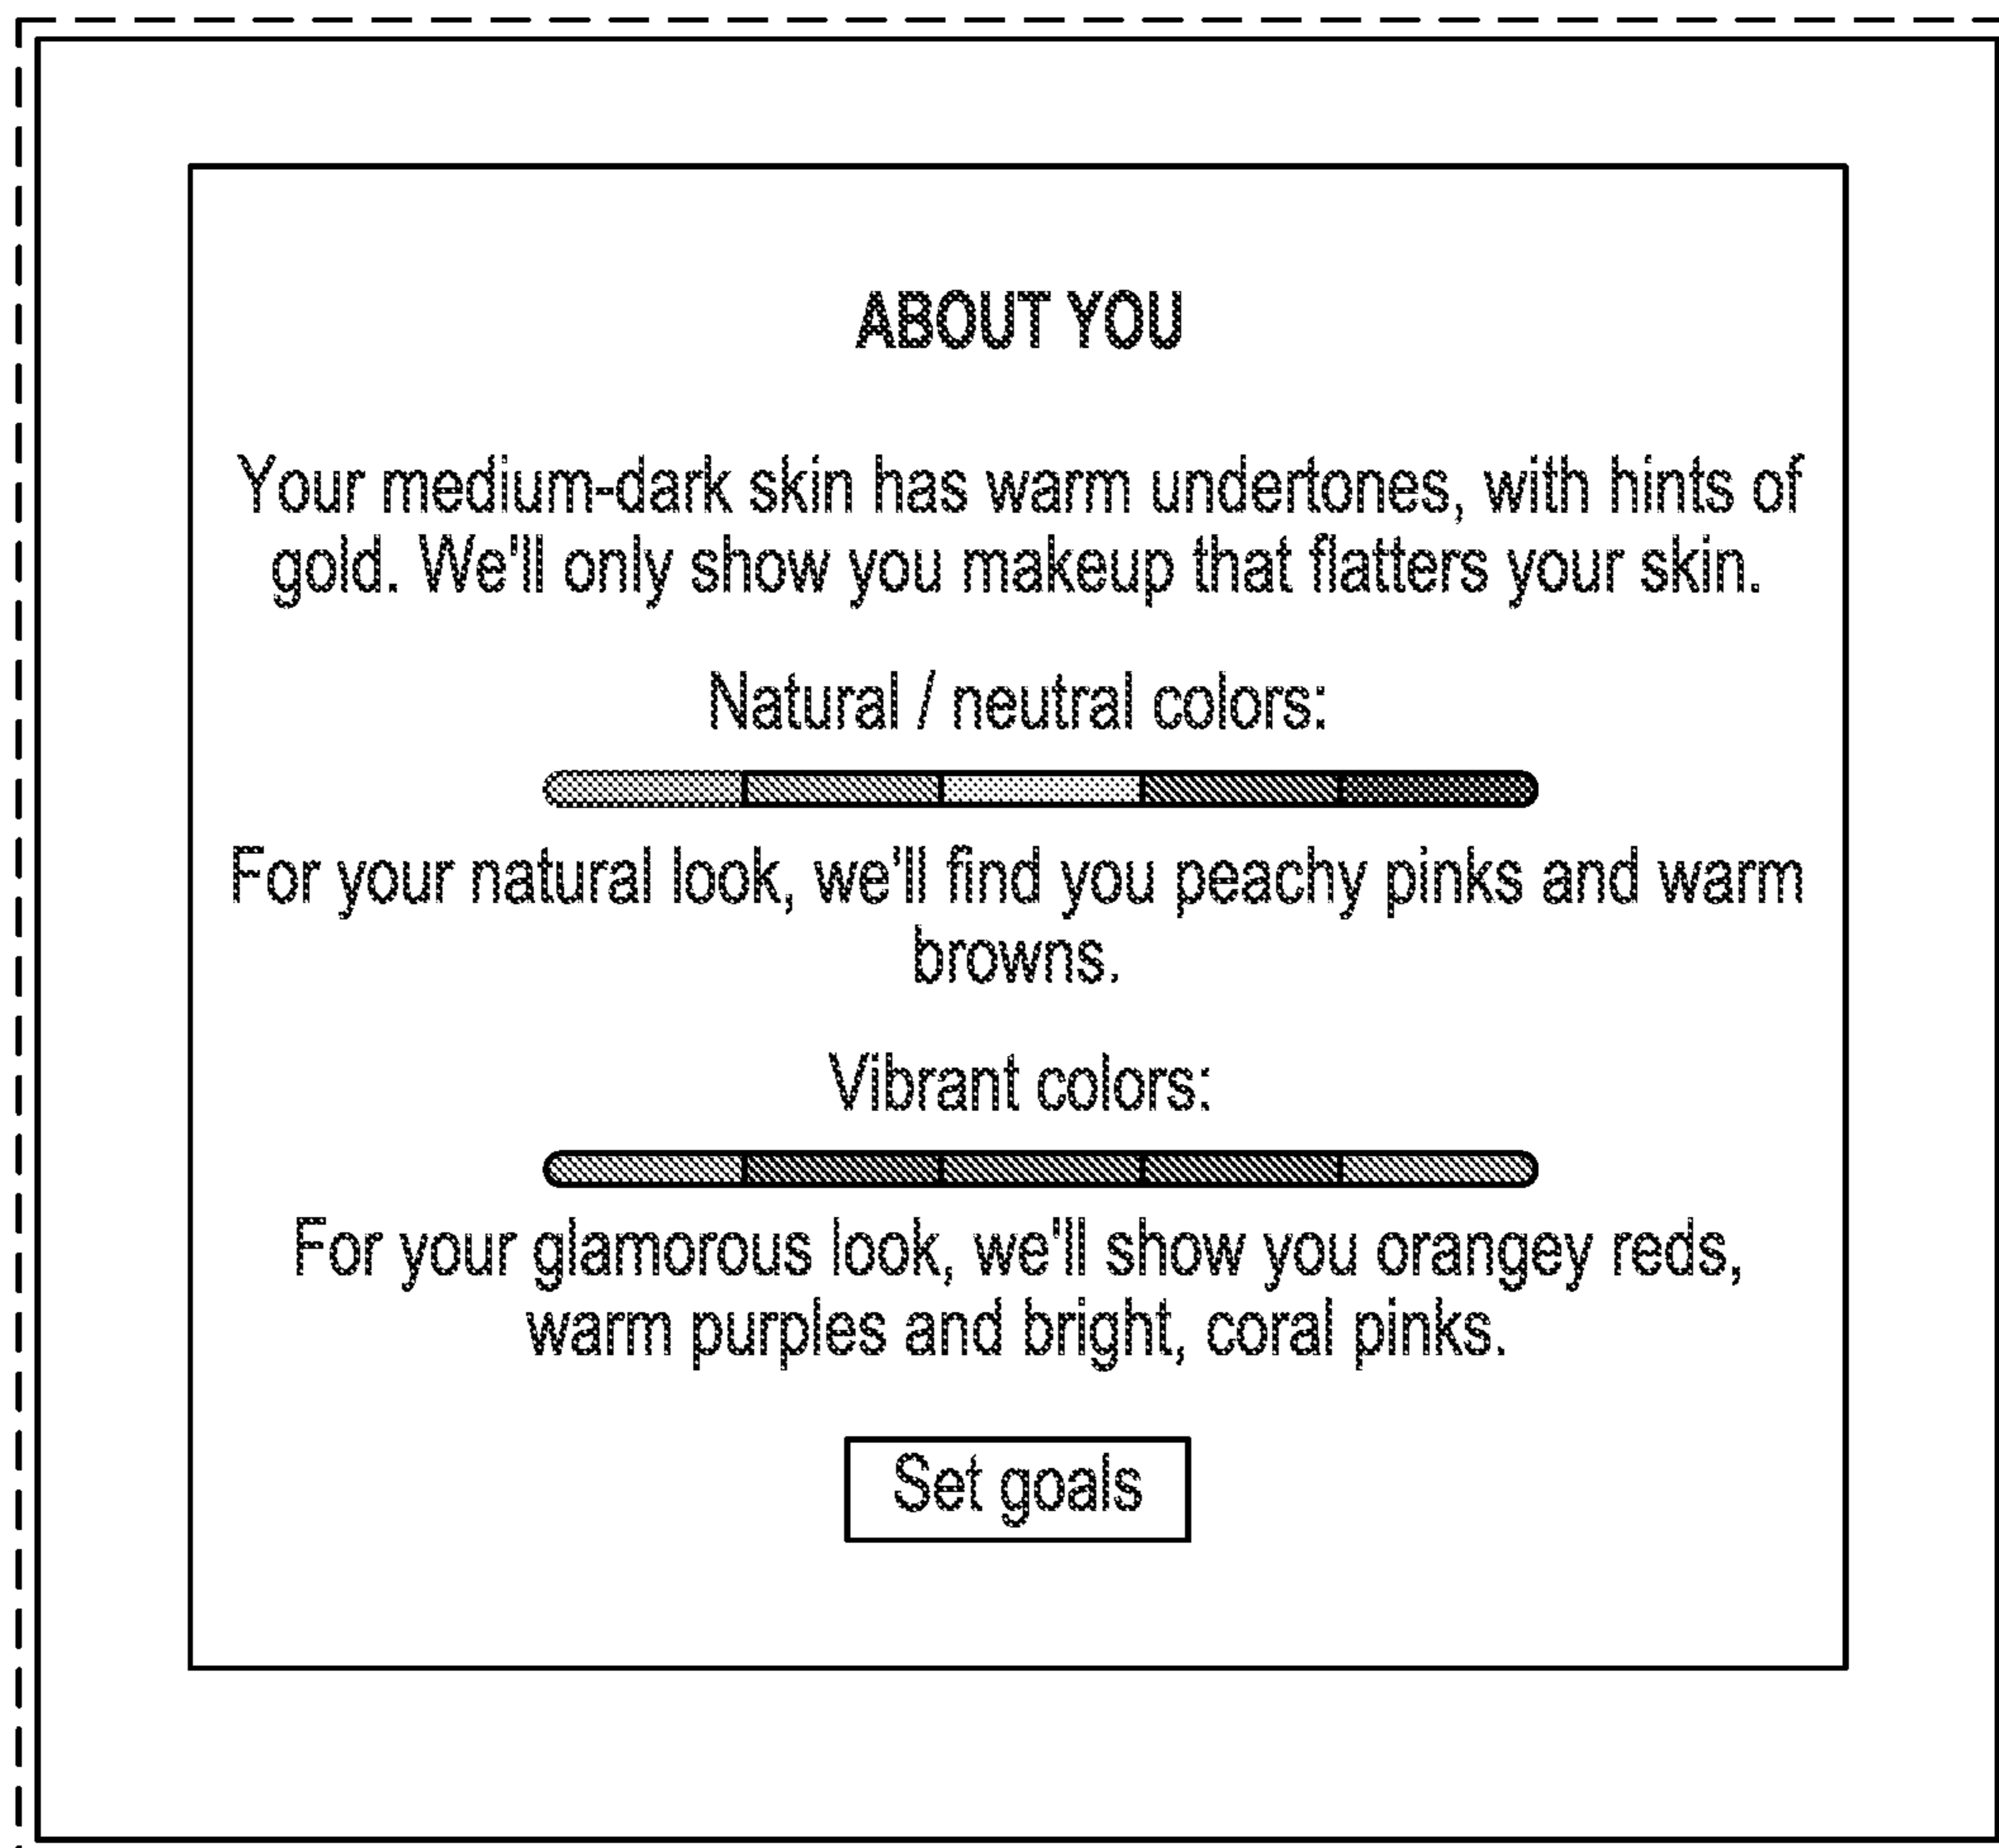 ABOUT YOU
Your medium-dark skin has warm undertones, with hints of
gold. We'll only show you makeup that flatters your skin.
Natural / neutral colors:
For your natural look, we'll find you peachy pinks and warm
browns.
Vibrant colors:
For your glamorous look, we'll show you orangey reds,
warm purples and bright, coral pinks.
Set goals